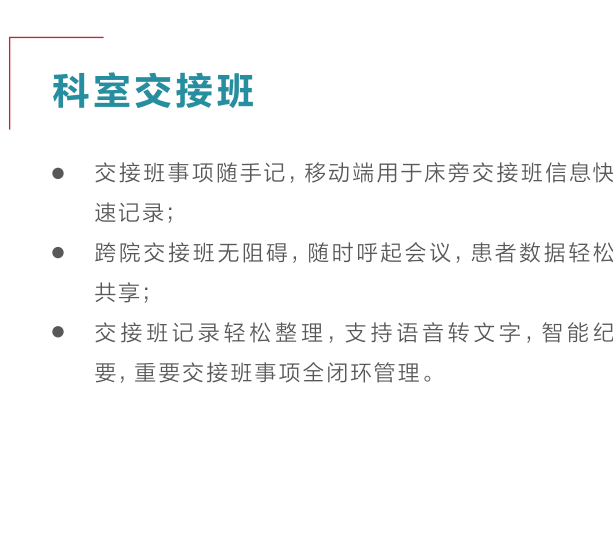 科室交接班
● 交接班事项随手记，移动端用于床旁交接班信息快
速记录；
● 跨院交接班无阻碍，随时呼起会议，患者数据轻松
共享；
● 交接班记录轻松整理，支持语音转文字，智能纪
要，重要交接班事项全闭环管理。